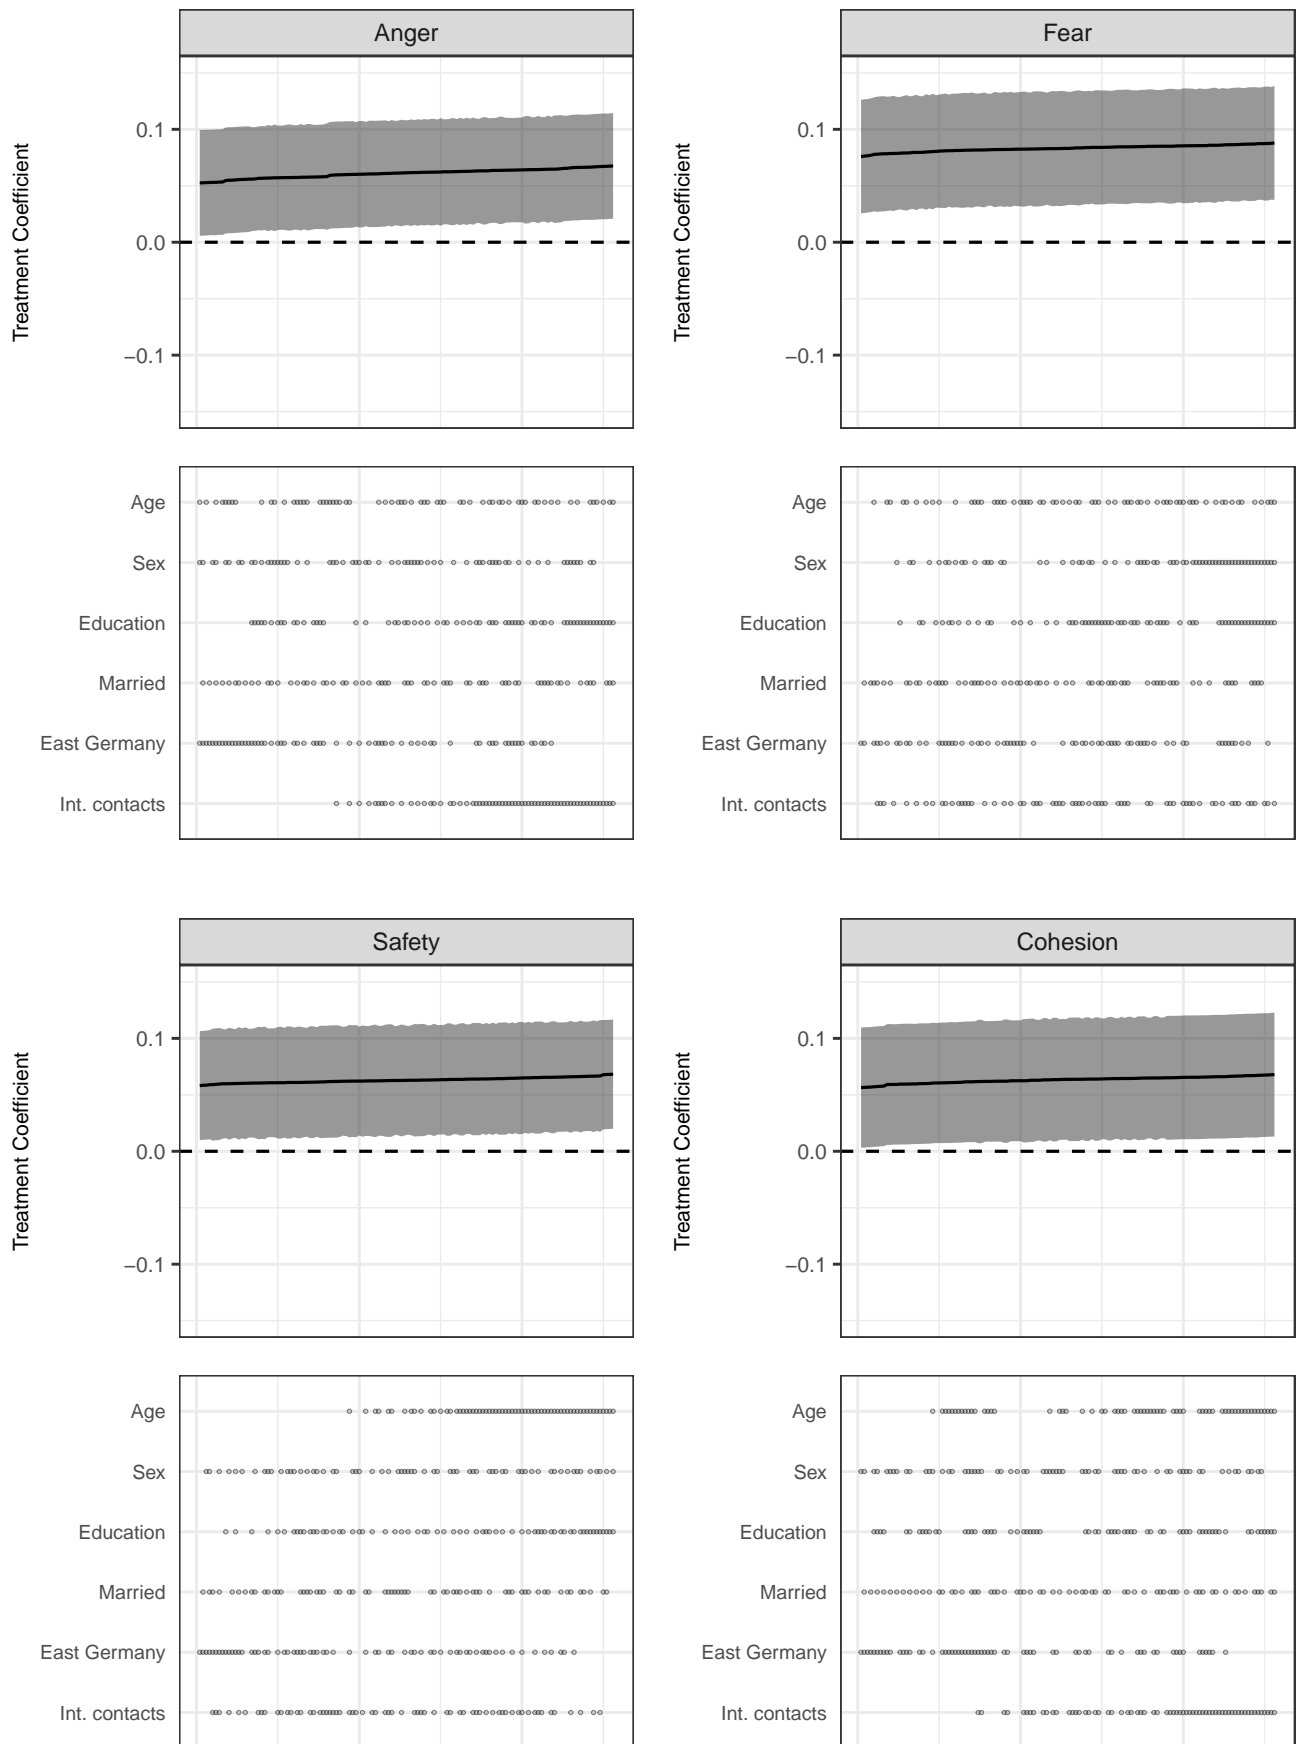 Anger
Treatment Coefficient
0.1
0.0
−0.1
Age
Sex
Education
Married
East Germany
Int. contacts
Fear
Treatment Coefficient
0.1
0.0
−0.1
Age
Sex
Education
Married
East Germany
Int. contacts
Safety
Treatment Coefficient
0.1
0.0
−0.1
Age
Sex
Education
Married
East Germany
Int. contacts
Cohesion
Treatment Coefficient
0.1
0.0
−0.1
Age
Sex
Education
Married
East Germany
Int. contacts